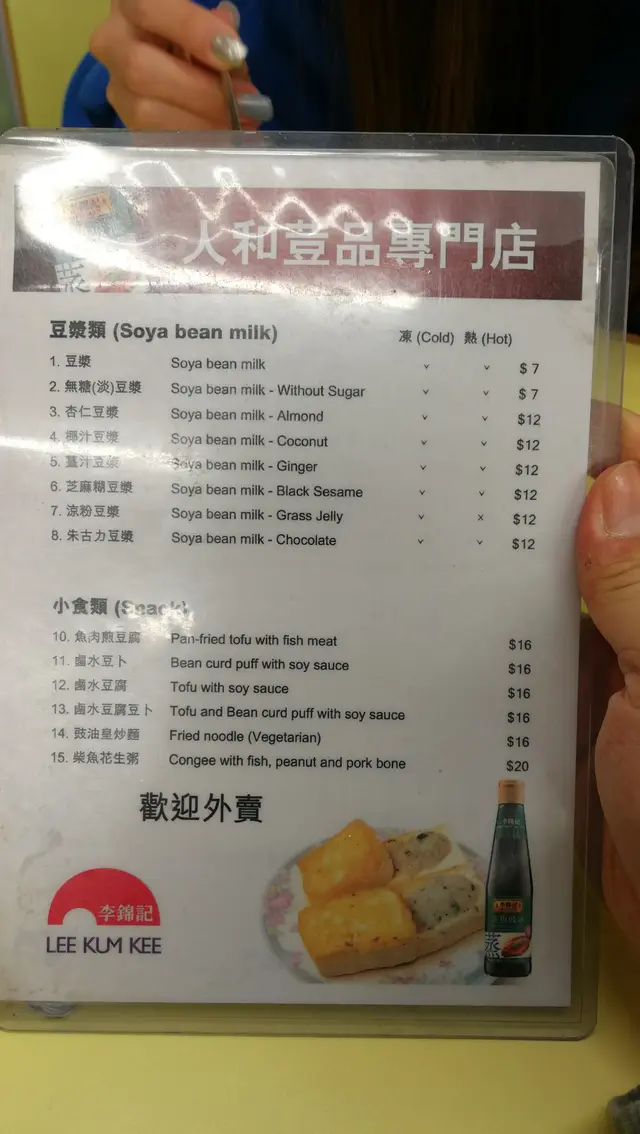 人和荳品專門店
豆漿類 (Soya bean milk) 凍 (Cold) 熱 (Hot)
1. 豆漿 Soya bean milk ˅ ˅ $ 7
2. 無糖(淡)豆漿 Soya bean milk - Without Sugar ˅ ˅ $ 7
3. 杏仁豆漿 Soya bean milk - Almond ˅ ˅ $12
4. 椰汁豆漿 Soya bean milk - Coconut ˅ ˅ $12
5. 薑汁豆漿 Soya bean milk - Ginger ˅ ˅ $12
6. 芝麻糊豆漿 Soya bean milk - Black Sesame ˅ ˅ $12
7. 涼粉豆漿 Soya bean milk - Grass Jelly ˅ x $12
8. 朱古力豆漿 Soya bean milk - Chocolate ˅ ˅ $12
小食類 (Snack)
10. 魚肉煎豆腐 Pan-fried tofu with fish meat $16
11. 鹵水豆卜 Bean curd puff with soy sauce $16
12. 鹵水豆腐 Tofu with soy sauce $16
13. 鹵水豆腐豆卜 Tofu and Bean curd puff with soy sauce $16
14. 豉油皇炒麵 Fried noodle (Vegetarian) $16
15. 柴魚花生粥 Congee with fish, peanut and pork bone $20
歡迎外賣
李錦記
LEE KUM KEE
蒸